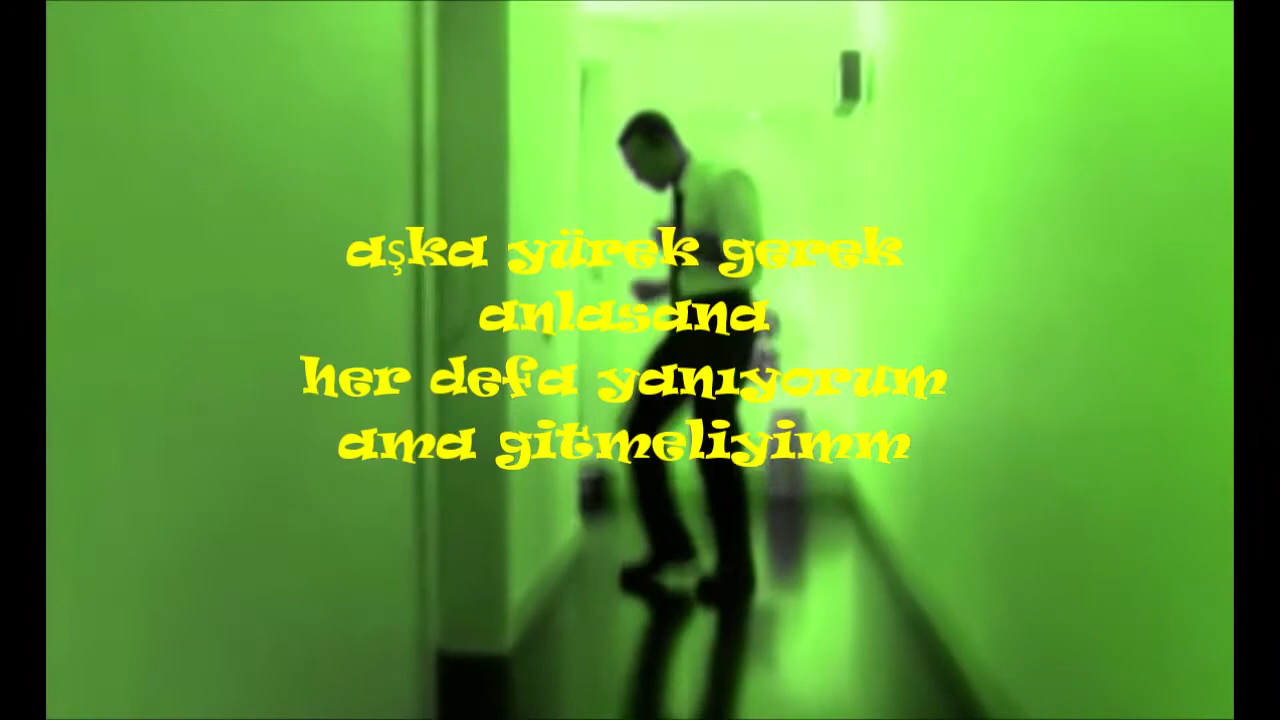 aşka yürek gerek
anlasana
her defa yanıyorum
ama gitmeliyimm